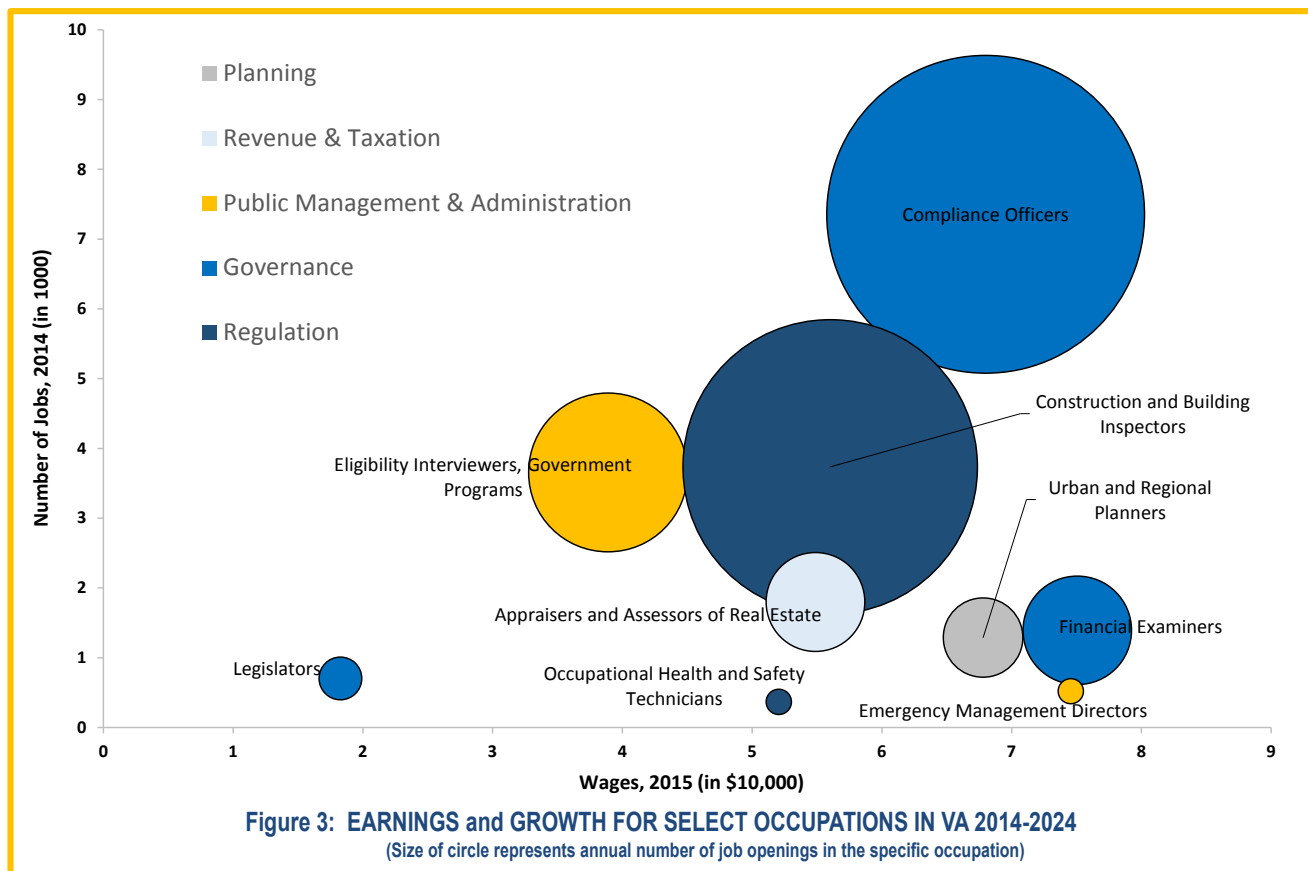 10
9
8
7
6
5
4
3
2
1
0
Number of Jobs, 2014 (in 1000)
Planning
Revenue & Taxation
Public Management & Administration
Governance
Regulation
Compliance Officers
Construction and Building
Inspectors
Eligibility Interviewers, Government
Programs
Urban and Regional
Planners
Appraisers and Assessors of Real Estate
Financial Examiners
Legislators
Occupational Health and Safety
Technicians
Emergency Management Directors
0 1 2 3 4 5 6 7 8 9
Wages, 2015 (in $10,000)
Figure 3: EARNINGS and GROWTH FOR SELECT OCCUPATIONS IN VA 2014-2024
(Size of circle represents annual number of job openings in the specific occupation)